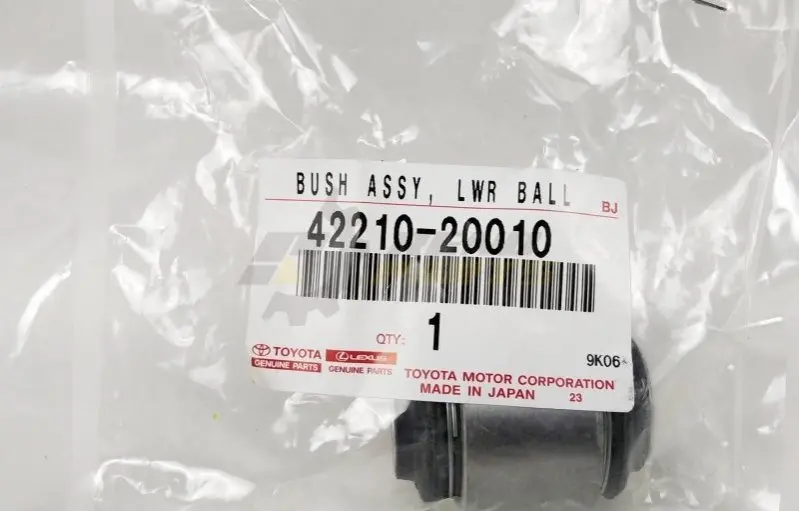 BUSH ASSY, LWR BALL
BJ
42210-20010
QTY: 1
9K06
TOYOTA
GENUINE PARTS
LEXUS
GENUINE PARTS
TOYOTA MOTOR CORPORATION
MADE IN JAPAN 23